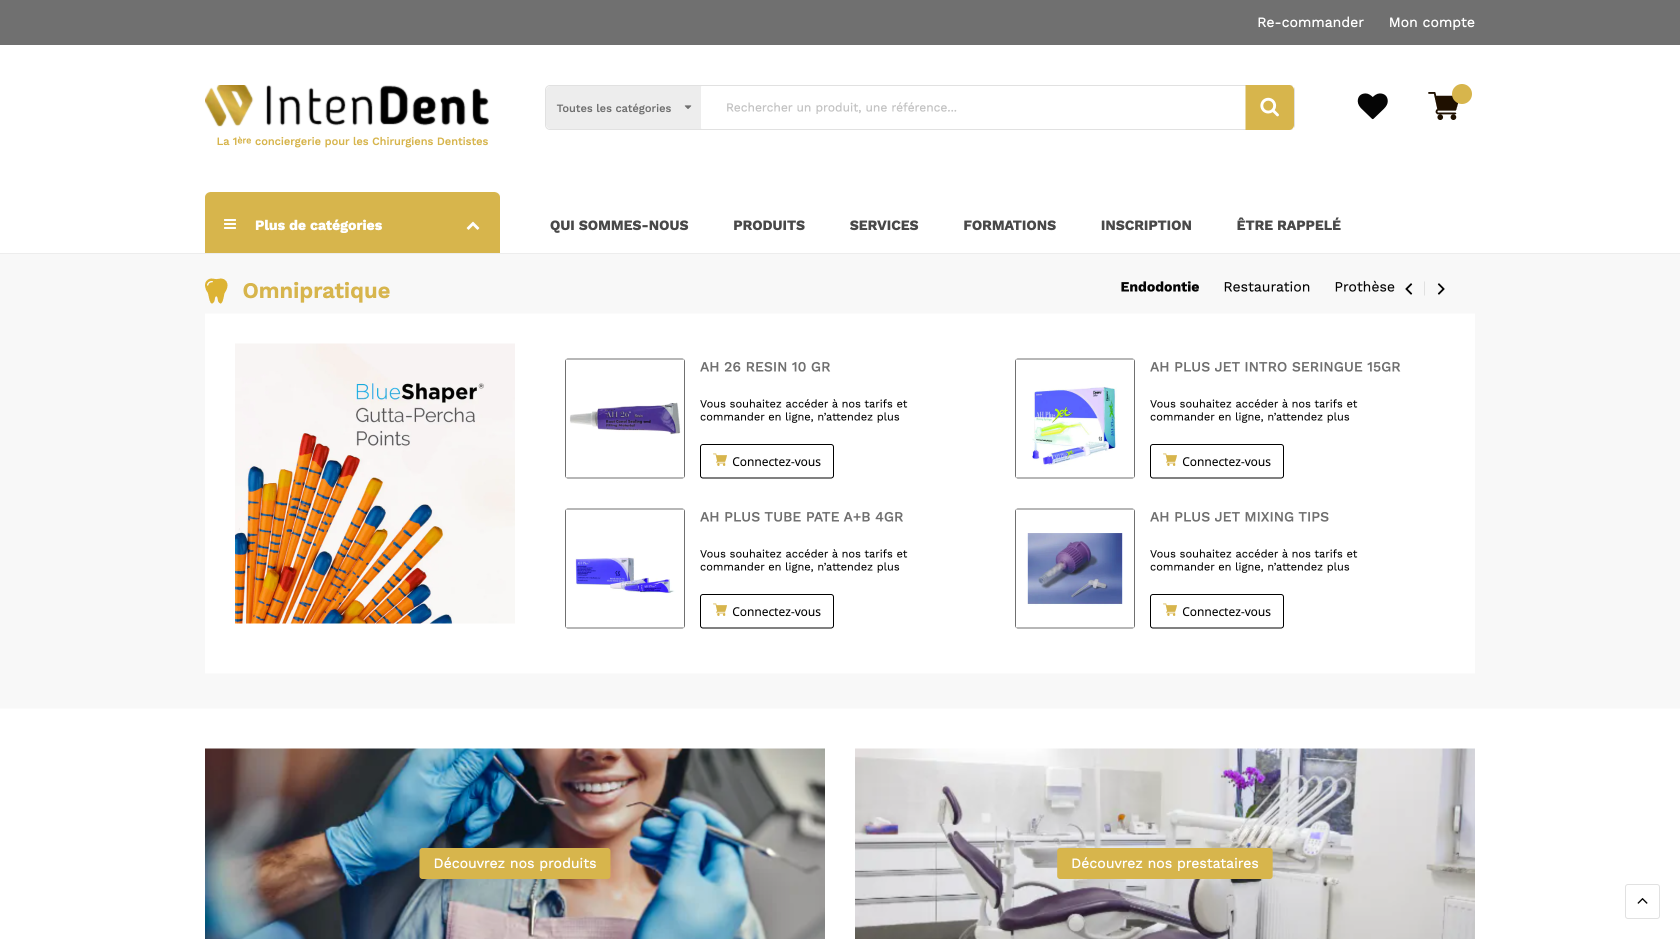 Re-commander Mon compte
IntenDent
La 1ère conciergerie pour les Chirurgiens Dentistes
Toutes les catégories Rechercher un produit, une référence...
Plus de catégories
QUI SOMMES-NOUS PRODUITS SERVICES FORMATIONS INSCRIPTION ÊTRE RAPPELÉ
Omnipratique
Endodontie Restauration Prothèse
BlueShaper®
Gutta-Percha
Points
AH 26 RESIN 10 GR
Vous souhaitez accéder à nos tarifs et
commander en ligne, n'attendez plus
Connectez-vous
AH PLUS JET INTRO SERINGUE 15GR
Vous souhaitez accéder à nos tarifs et
commander en ligne, n'attendez plus
Connectez-vous
AH PLUS TUBE PATE A+B 4GR
Vous souhaitez accéder à nos tarifs et
commander en ligne, n'attendez plus
Connectez-vous
AH PLUS JET MIXING TIPS
Vous souhaitez accéder à nos tarifs et
commander en ligne, n'attendez plus
Connectez-vous
AH 26
AH Plus Jet
Découvrez nos produits
Découvrez nos prestataires